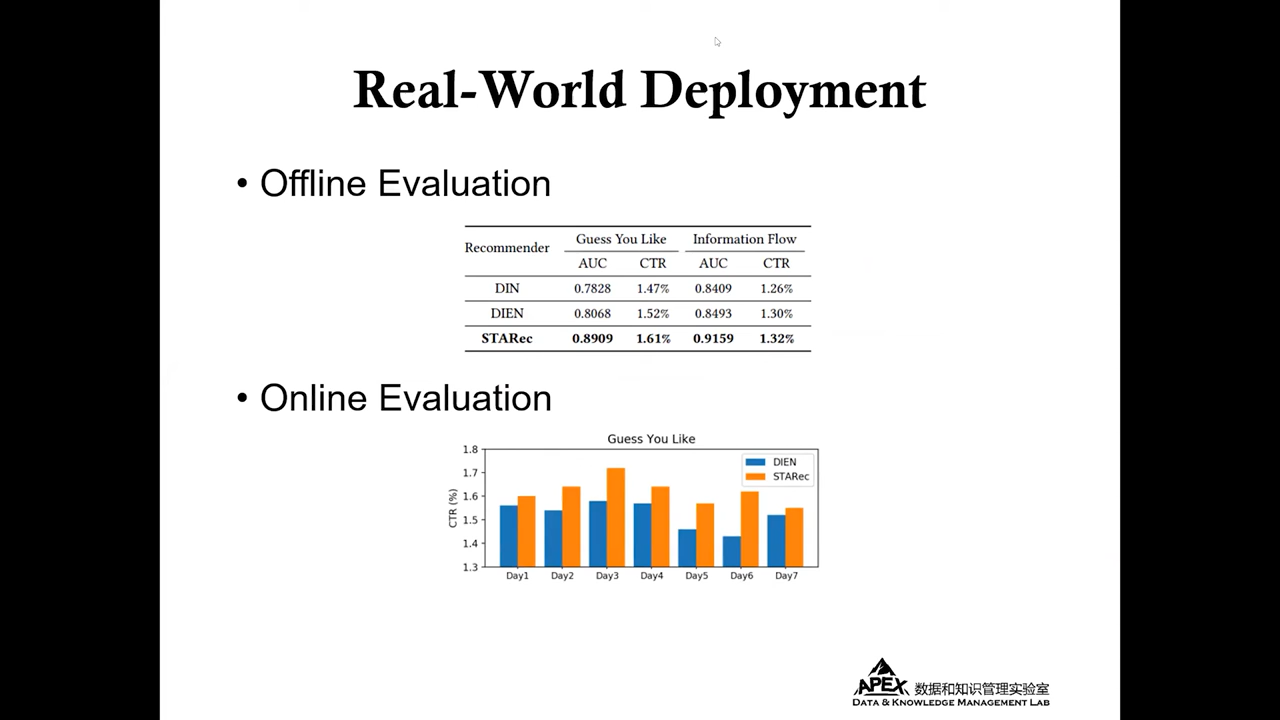 Real-World Deployment
• Offline Evaluation
Recommender Guess You Like Information Flow
AUC CTR AUC CTR
DIN 0.7828 1.47% 0.8409 1.26%
DIEN 0.8068 1.52% 0.8493 1.30%
STARec 0.8909 1.61% 0.9159 1.32%
• Online Evaluation
Guess You Like
CTR (%)
1.8
1.7
1.6
1.5
1.4
1.3
DIEN
STARec
Day1 Day2 Day3 Day4 Day5 Day6 Day7
APEX 数据和知识管理实验室
DATA & KNOWLEDGE MANAGEMENT LAB